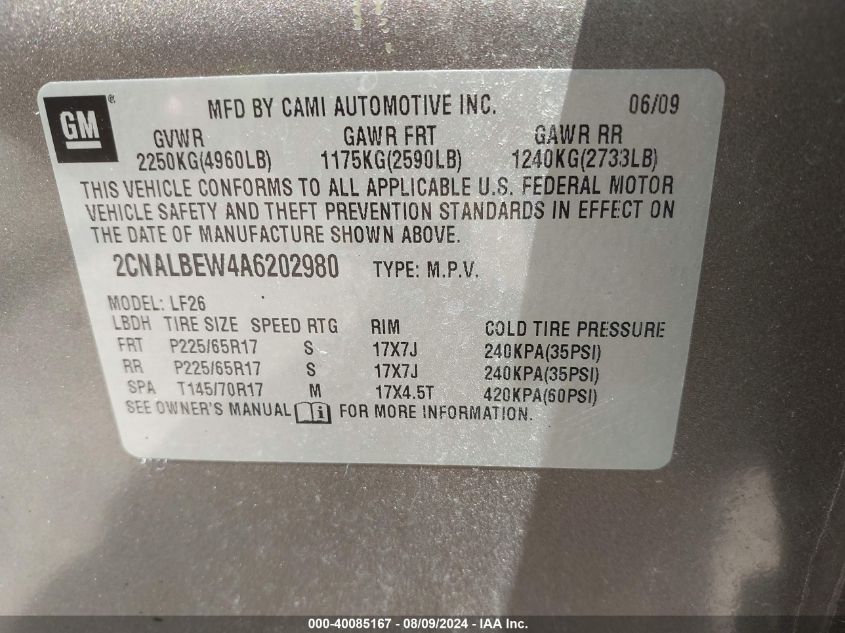 GM®
MFD BY CAMI AUTOMOTIVE INC. 06/09
GVWR GAWR FRT GAWR RR
2250KG(4960LB) 1175KG(2590LB) 1240KG(2733LB)
THIS VEHICLE CONFORMS TO ALL APPLICABLE U.S. FEDERAL MOTOR
VEHICLE SAFETY AND THEFT PREVENTION STANDARDS IN EFFECT ON
THE DATE OF MANUFACTURE SHOWN ABOVE.
2CNALBEW4A6202980 TYPE: M.P.V.
MODEL: LF26
LBDH TIRE SIZE SPEED RTG RIM COLD TIRE PRESSURE
FRT P225/65R17 S 17X7J 240KPA(35PSI)
RR P225/65R17 S 17X7J 240KPA(35PSI)
SPA T145/70R17 M 17X4.5T 420KPA(60PSI)
SEE OWNER'S MANUAL i FOR MORE INFORMATION.
000-40085167 - 08/09/2024 - IAA Inc.